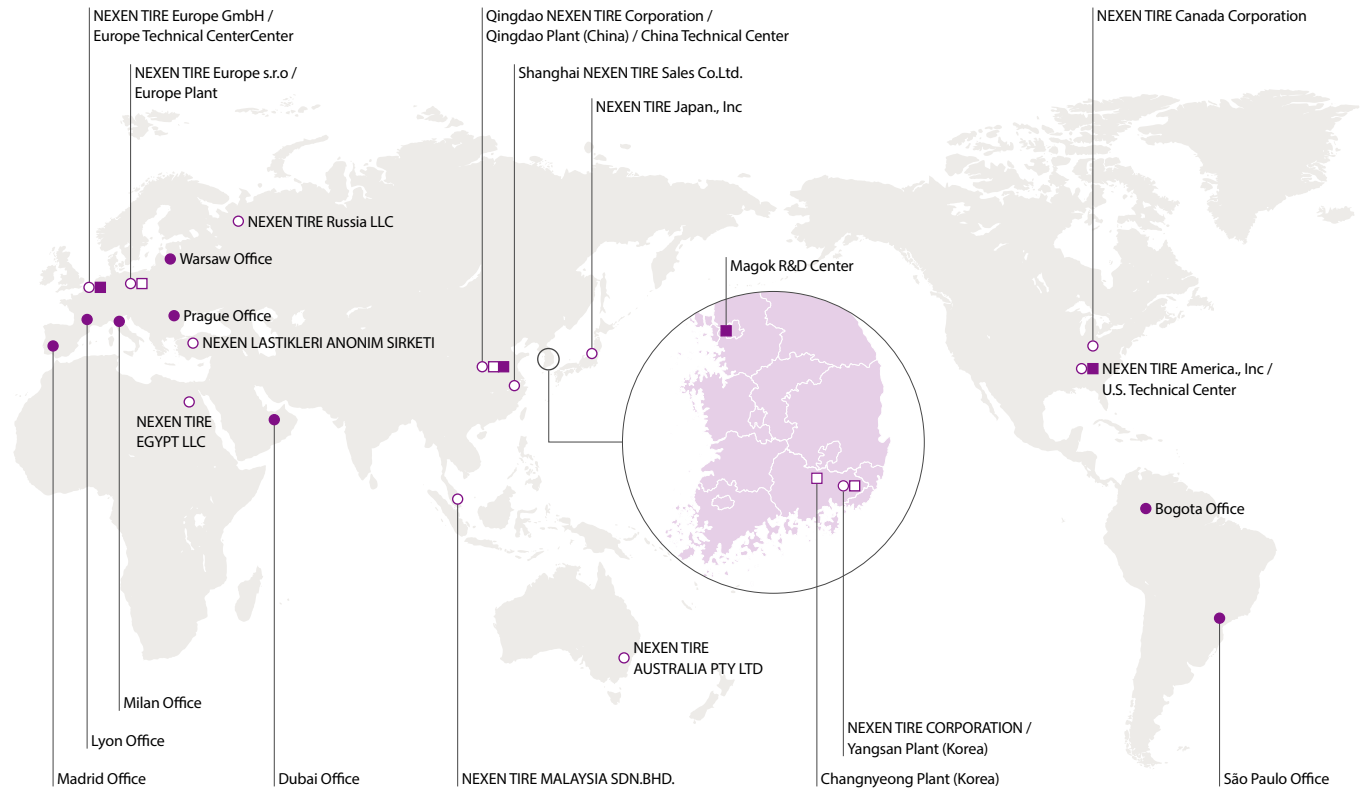 NEXEN TIRE Europe GmbH /
Europe Technical CenterCenter
Qingdao NEXEN TIRE Corporation /
Qingdao Plant (China) / China Technical Center
NEXEN TIRE Canada Corporation
NEXEN TIRE Europe s.r.o /
Europe Plant
Shanghai NEXEN TIRE Sales Co.Ltd.
NEXEN TIRE Japan., Inc
NEXEN TIRE Russia LLC
Warsaw Office
Magok R&D Center
Prague Office
NEXEN LASTIKLERI ANONIM SIRKETI
NEXEN TIRE America., Inc /
U.S. Technical Center
NEXEN TIRE
EGYPT LLC
Bogota Office
NEXEN TIRE
AUSTRALIA PTY LTD
Milan Office
NEXEN TIRE CORPORATION /
Yangsan Plant (Korea)
Lyon Office
Madrid Office
Dubai Office
NEXEN TIRE MALAYSIA SDN.BHD.
Changnyeong Plant (Korea)
São Paulo Office